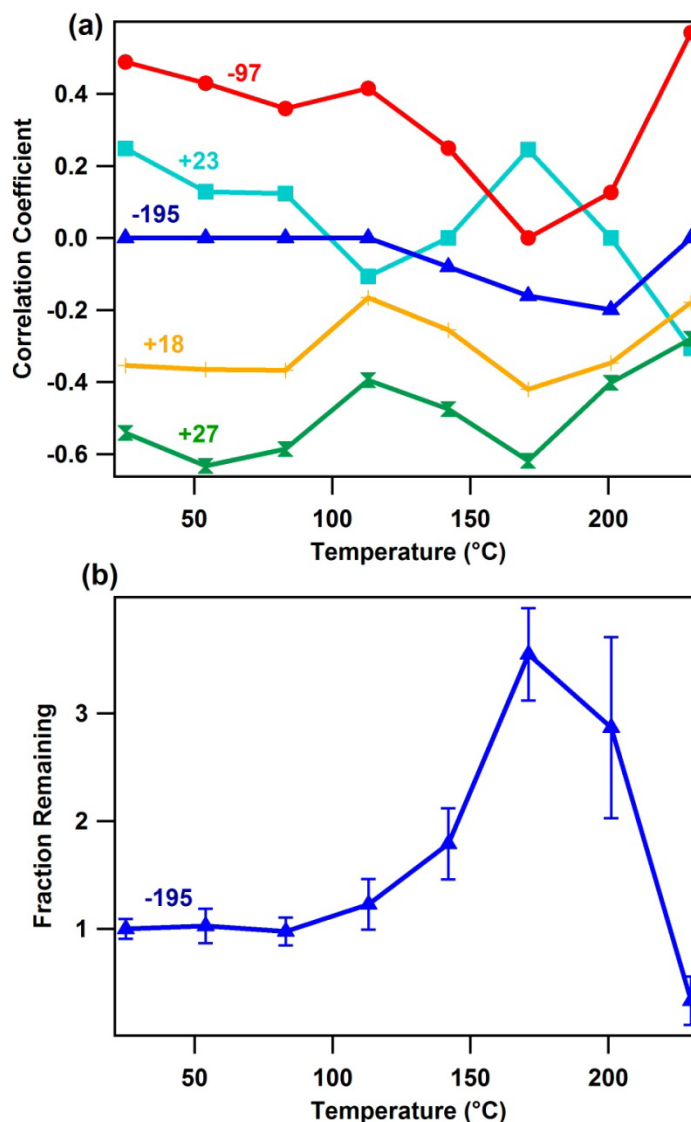 (a)
-97
+23
-195
+18
+27
0.4
0.2
0.0
-0.2
-0.4
-0.6
Correlation Coefficient
50 100 150 200
Temperature (°C)
(b)
3
2
1
-195
Fraction Remaining
50 100 150 200
Temperature (°C)